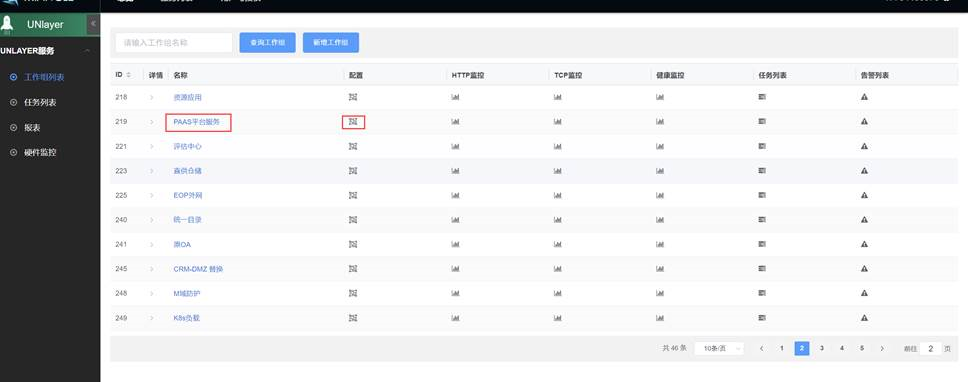 UNlayer
UNLAYER服务
工作组列表
任务列表
报表
硬件监控
请输入工作组名称 查询工作组 新增工作组
ID 详情 名称 配置 HTTP监控 TCP监控 健康监控 任务列表 告警列表
218 资源应用
219 PAAS平台服务
221 评估中心
223 森供仓储
225 EOP外网
240 统一目录
241 原OA
245 CRM-DMZ 替换
248 M域防护
249 K8s负载
共 46 条 10条/页 1 2 3 4 5 前往 2 页